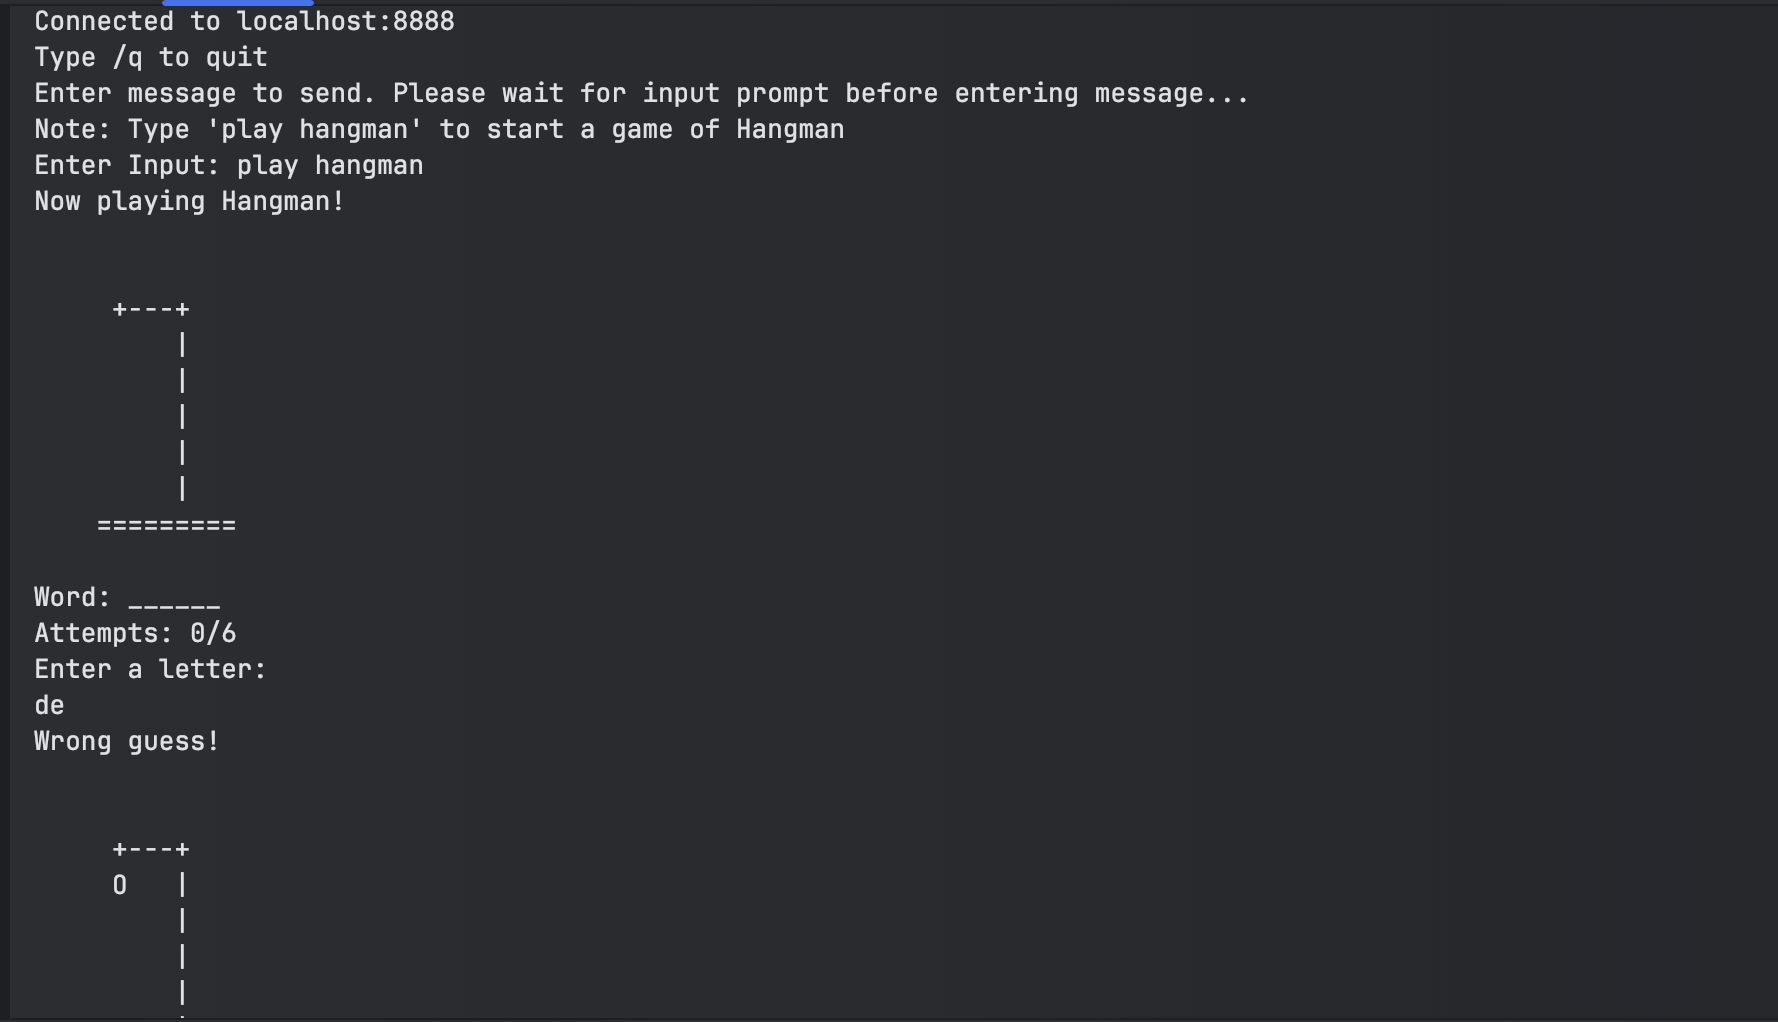 Connected to localhost:8888
Type /q to quit
Enter message to send. Please wait for input prompt before entering message...
Note: Type 'play hangman' to start a game of Hangman
Enter Input: play hangman
Now playing Hangman!
     +---+
         |
         |
         |
         |
         |
    =========
Word: ______
Attempts: 0/6
Enter a letter:
de
Wrong guess!
     +---+
     O   |
         |
         |
         |